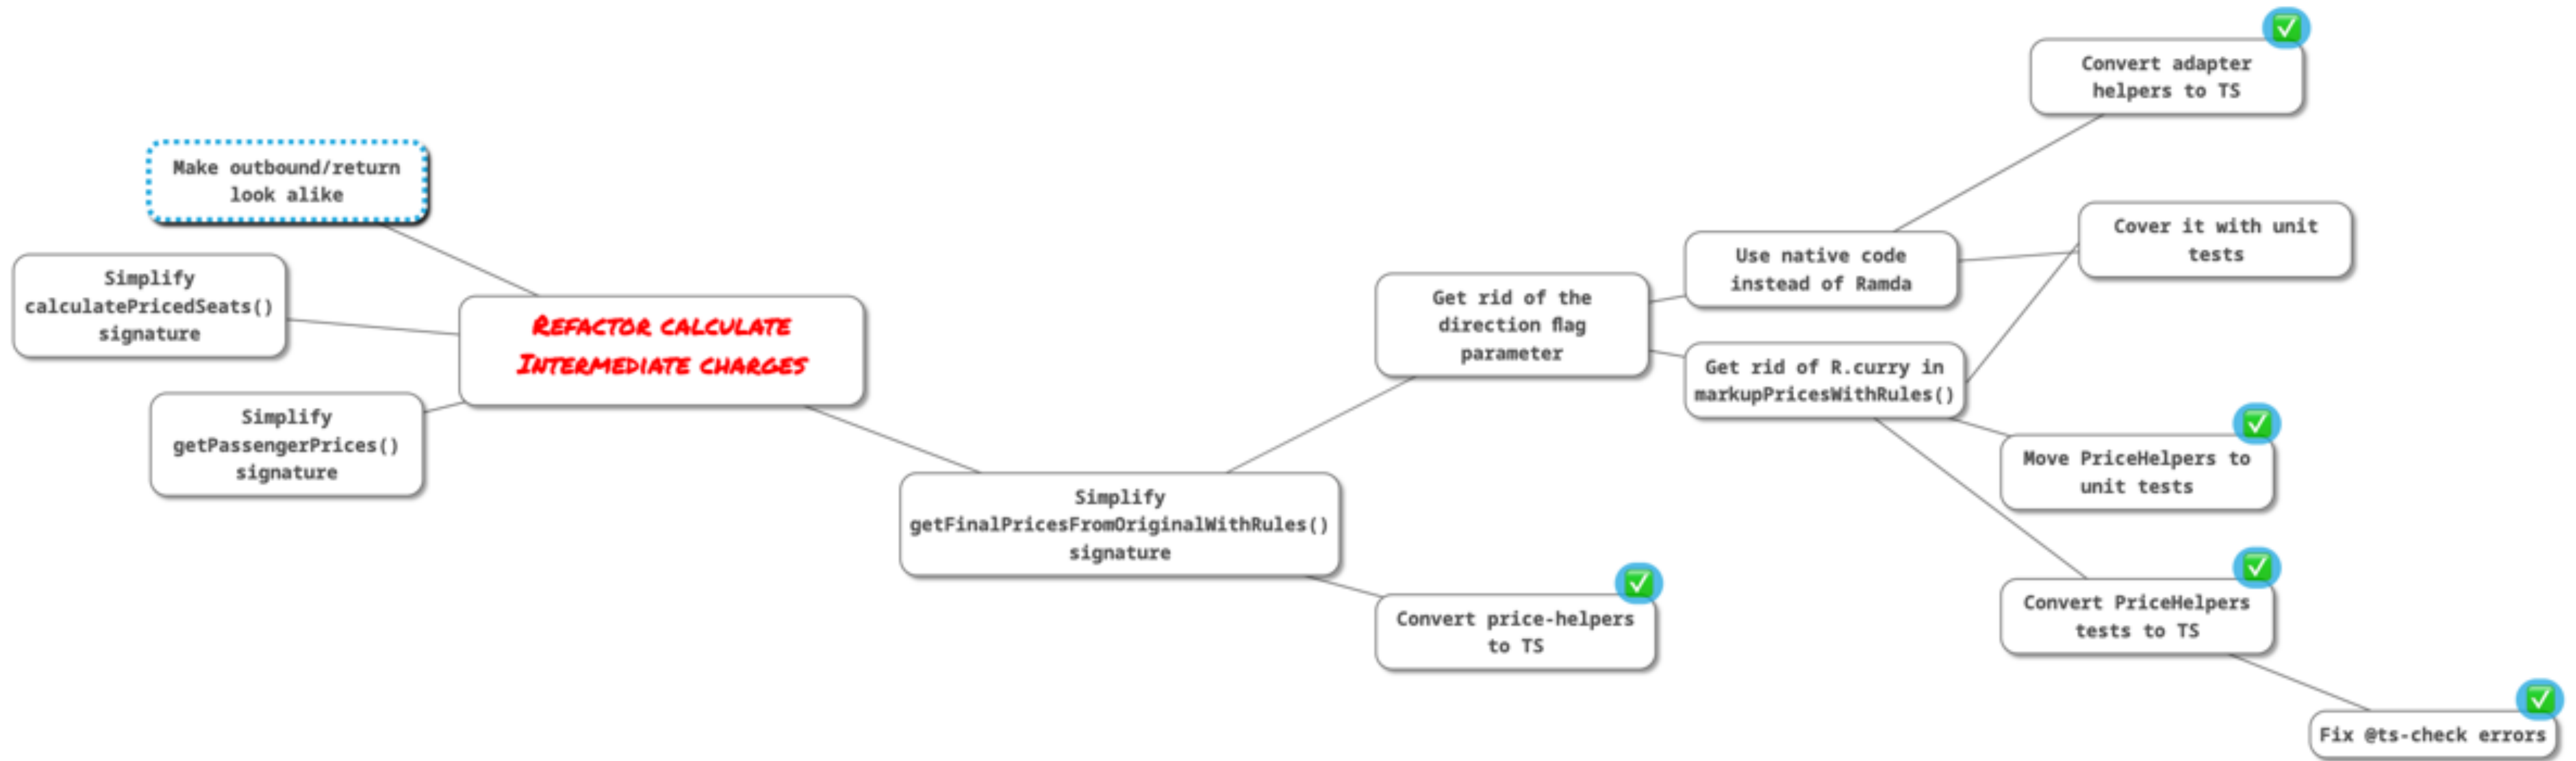 Convert adapter
helpers to TS
Make outbound/return
look alike
Cover it with unit
tests
Use native code
instead of Ramda
Simplify
calculatePricedSeats()
signature
Get rid of the
direction flag
parameter
REFACTOR CALCULATE
INTERMEDIATE CHARGES
Get rid of R.curry in
markupPricesWithRules()
Simplify
getPassengerPrices()
signature
Move PriceHelpers to
unit tests
Simplify
getFinalPricesFromOriginalWithRules()
signature
Convert PriceHelpers
tests to TS
Convert price-helpers
to TS
Fix @ts-check errors